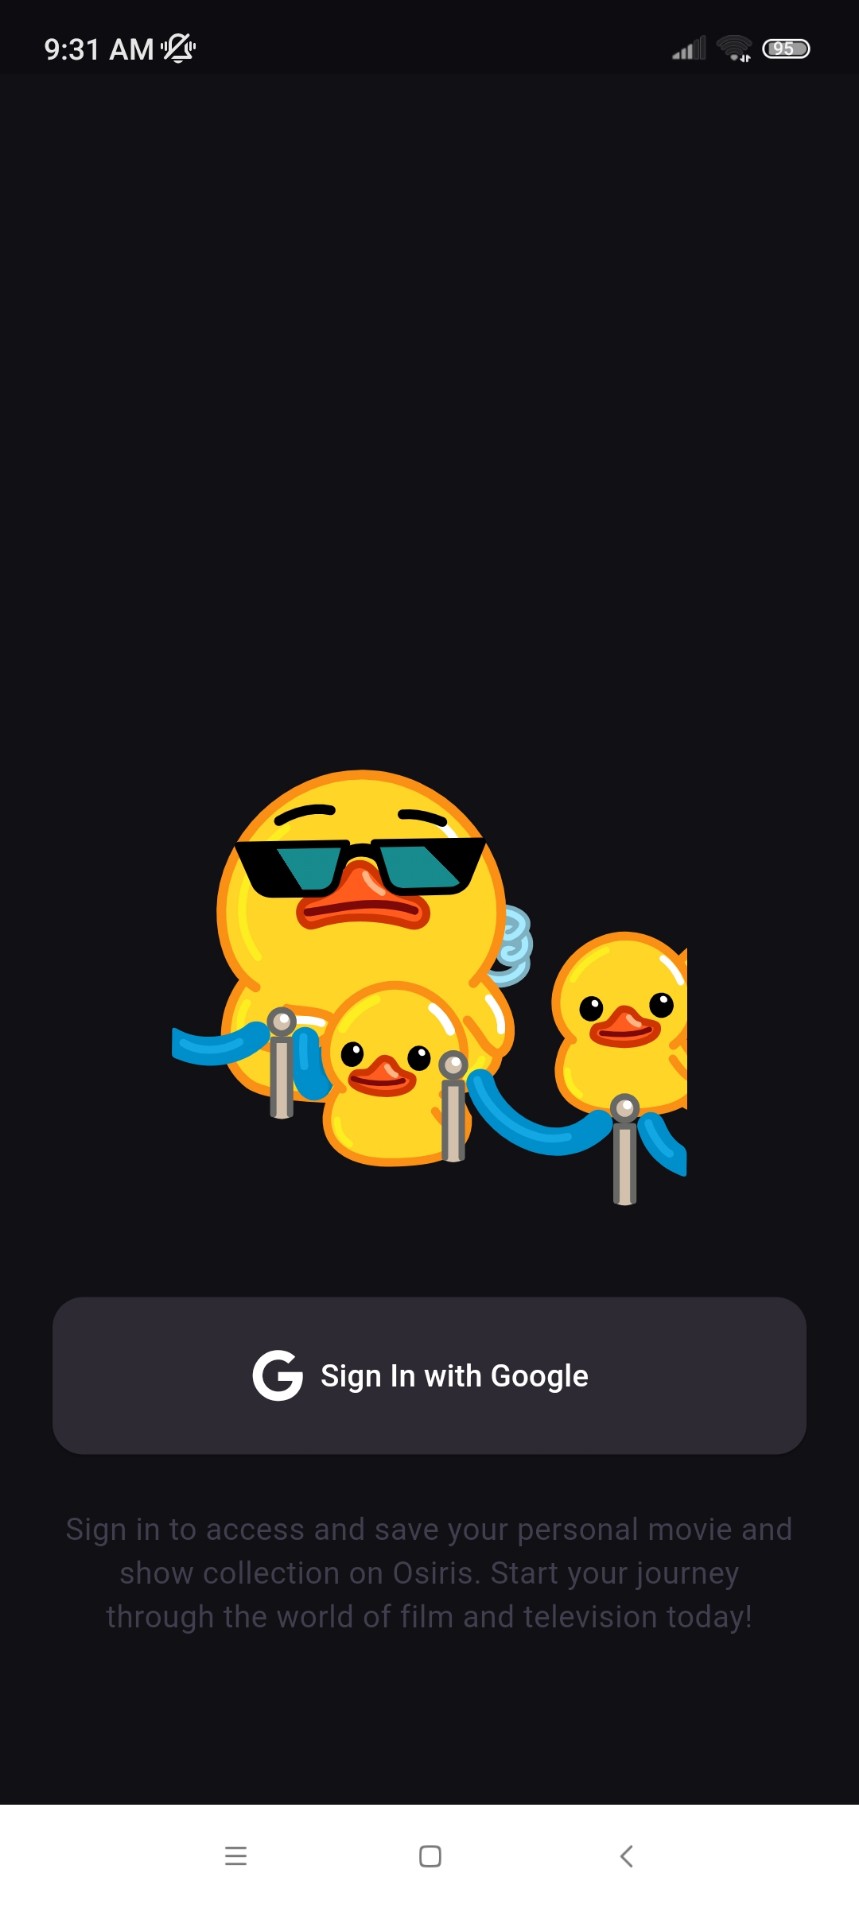 9:31 AM
95
Sign In with Google
Sign in to access and save your personal movie and
show collection on Osiris. Start your journey
through the world of film and television today!